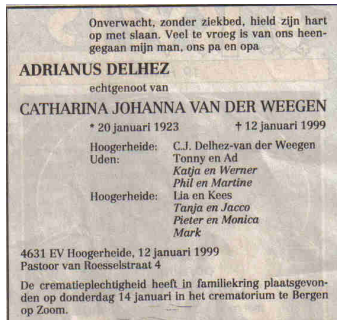 Onverwacht, zonder ziekbed, hield zijn hart
op met slaan. Veel te vroeg is van ons heen-
gegaan mijn man, ons pa en opa
ADRIANUS DELHEZ
echtgenoot van
CATHARINA JOHANNA VAN DER WEEGEN
* 20 januari 1923 † 12 januari 1999
Hoogerheide: C.J. Delhez-van der Weegen
Uden: Tonny en Ad
Katja en Werner
Phil en Martine
Hoogerheide: Lia en Kees
Tanja en Jacco
Pieter en Monica
Mark
4631 EV Hoogerheide, 12 januari 1999
Pastoor van Roesselstraat 4
De crematieplechtigheid heeft in familiekring plaatsgevon-
den op donderdag 14 januari in het crematorium te Bergen
op Zoom.